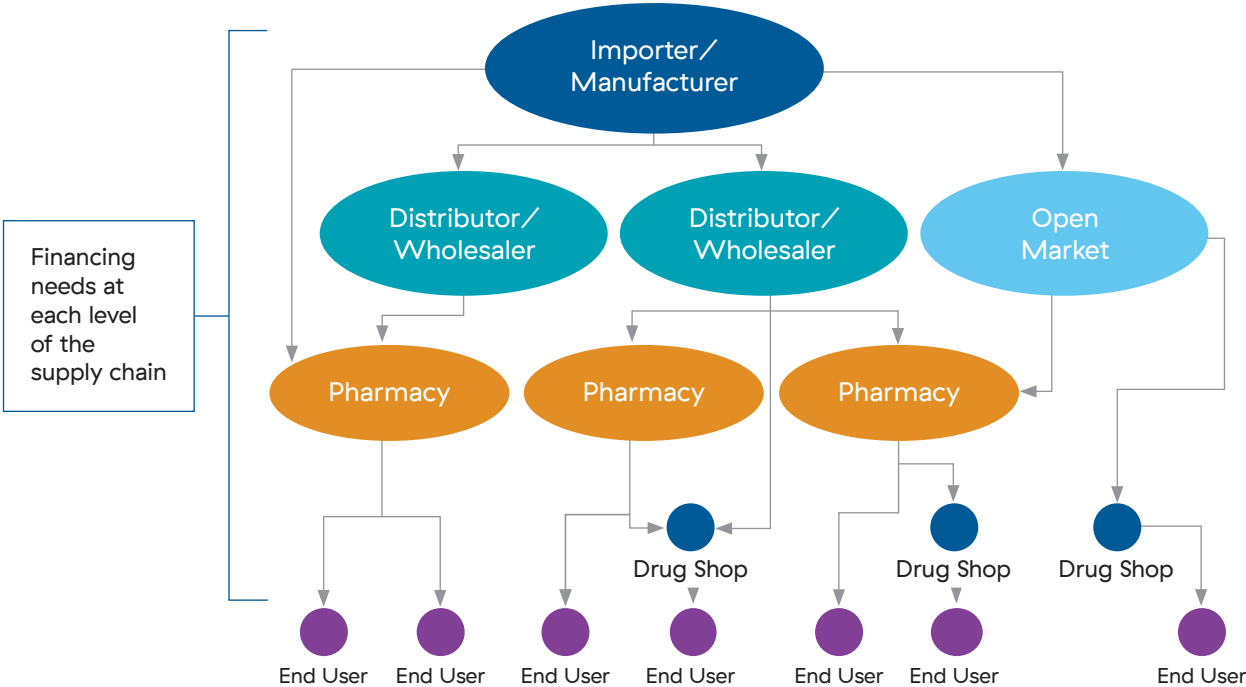 Importer/
Manufacturer
Distributor/
Wholesaler
Distributor/
Wholesaler
Open
Market
Financing
needs at
each level
of the
supply chain
Pharmacy
Pharmacy
Pharmacy
Drug Shop
Drug Shop
Drug Shop
End User
End User
End User
End User
End User
End User
End User